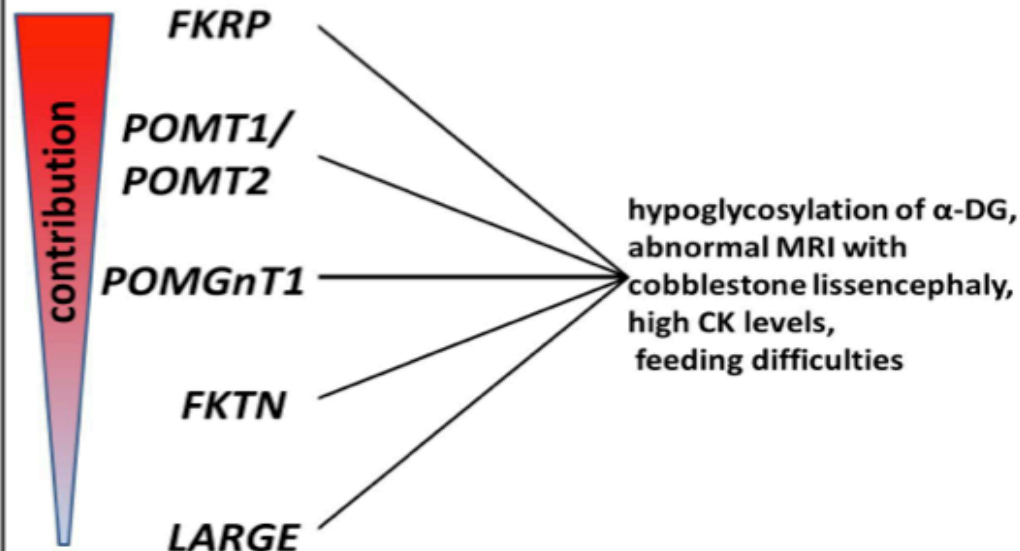 contribution
FKRP
POMT1/
POMT2
POMGnT1
FKTN
LARGE
hypoglycosylation of α-DG,
abnormal MRI with
cobblestone lissencephaly,
high CK levels,
feeding difficulties